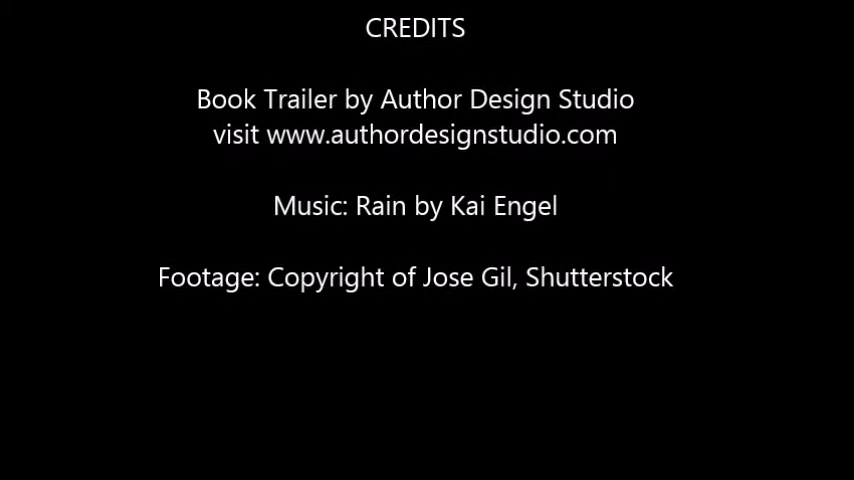 CREDITS
Book Trailer by Author Design Studio
visit www.authordesignstudio.com
Music: Rain by Kai Engel
Footage: Copyright of Jose Gil, Shutterstock